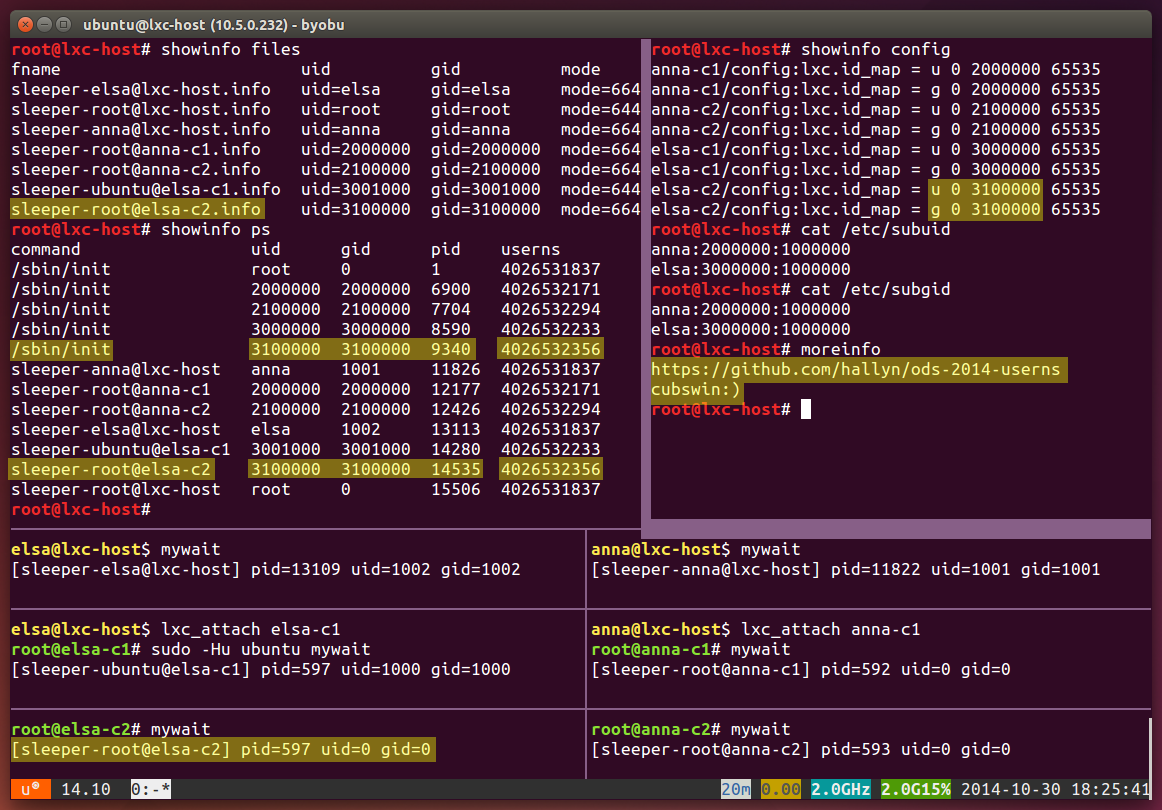 ubuntu@lxc-host (10.5.0.232) - byobu
root@lxc-host# showinfo files
fname uid gid mode
sleeper-elsa@lxc-host.info uid=elsa gid=elsa mode=664
sleeper-root@lxc-host.info uid=root gid=root mode=644
sleeper-anna@lxc-host.info uid=anna gid=anna mode=664
sleeper-root@anna-c1.info uid=2000000 gid=2000000 mode=664
sleeper-root@anna-c2.info uid=2100000 gid=2100000 mode=664
sleeper-ubuntu@elsa-c1.info uid=3001000 gid=3001000 mode=644
sleeper-root@elsa-c2.info uid=3100000 gid=3100000 mode=664
root@lxc-host# showinfo ps
command uid gid pid userns
/sbin/init root 0 1 4026531837
/sbin/init 2000000 2000000 6900 4026532171
/sbin/init 2100000 2100000 7704 4026532294
/sbin/init 3000000 3000000 8590 4026532233
/sbin/init 3100000 3100000 9340 4026532356
sleeper-anna@lxc-host anna 1001 11826 4026531837
sleeper-root@anna-c1 2000000 2000000 12177 4026532171
sleeper-root@anna-c2 2100000 2100000 12426 4026532294
sleeper-elsa@lxc-host elsa 1002 13113 4026531837
sleeper-ubuntu@elsa-c1 3001000 3001000 14280 4026532233
sleeper-root@elsa-c2 3100000 3100000 14535 4026532356
sleeper-root@lxc-host root 0 15506 4026531837
root@lxc-host#
root@lxc-host# showinfo config
anna-c1/config:lxc.id_map = u 0 2000000 65535
anna-c1/config:lxc.id_map = g 0 2000000 65535
anna-c2/config:lxc.id_map = u 0 2100000 65535
anna-c2/config:lxc.id_map = g 0 2100000 65535
elsa-c1/config:lxc.id_map = u 0 3000000 65535
elsa-c1/config:lxc.id_map = g 0 3000000 65535
elsa-c2/config:lxc.id_map = u 0 3100000 65535
elsa-c2/config:lxc.id_map = g 0 3100000 65535
root@lxc-host# cat /etc/subuid
anna:2000000:1000000
elsa:3000000:1000000
root@lxc-host# cat /etc/subgid
anna:2000000:1000000
elsa:3000000:1000000
root@lxc-host# moreinfo
https://github.com/hallyn/ods-2014-userns
cubswin:)
root@lxc-host#
elsa@lxc-host$ mywait
[sleeper-elsa@lxc-host] pid=13109 uid=1002 gid=1002
anna@lxc-host$ mywait
[sleeper-anna@lxc-host] pid=11822 uid=1001 gid=1001
elsa@lxc-host$ lxc_attach elsa-c1
root@elsa-c1# sudo -Hu ubuntu mywait
[sleeper-ubuntu@elsa-c1] pid=597 uid=1000 gid=1000
anna@lxc-host$ lxc_attach anna-c1
root@anna-c1# mywait
[sleeper-root@anna-c1] pid=592 uid=0 gid=0
root@elsa-c2# mywait
[sleeper-root@elsa-c2] pid=597 uid=0 gid=0
root@anna-c2# mywait
[sleeper-root@anna-c2] pid=593 uid=0 gid=0
u 14.10 0:-* 20m 0.00 2.0GHz 2.0G15% 2014-10-30 18:25:41